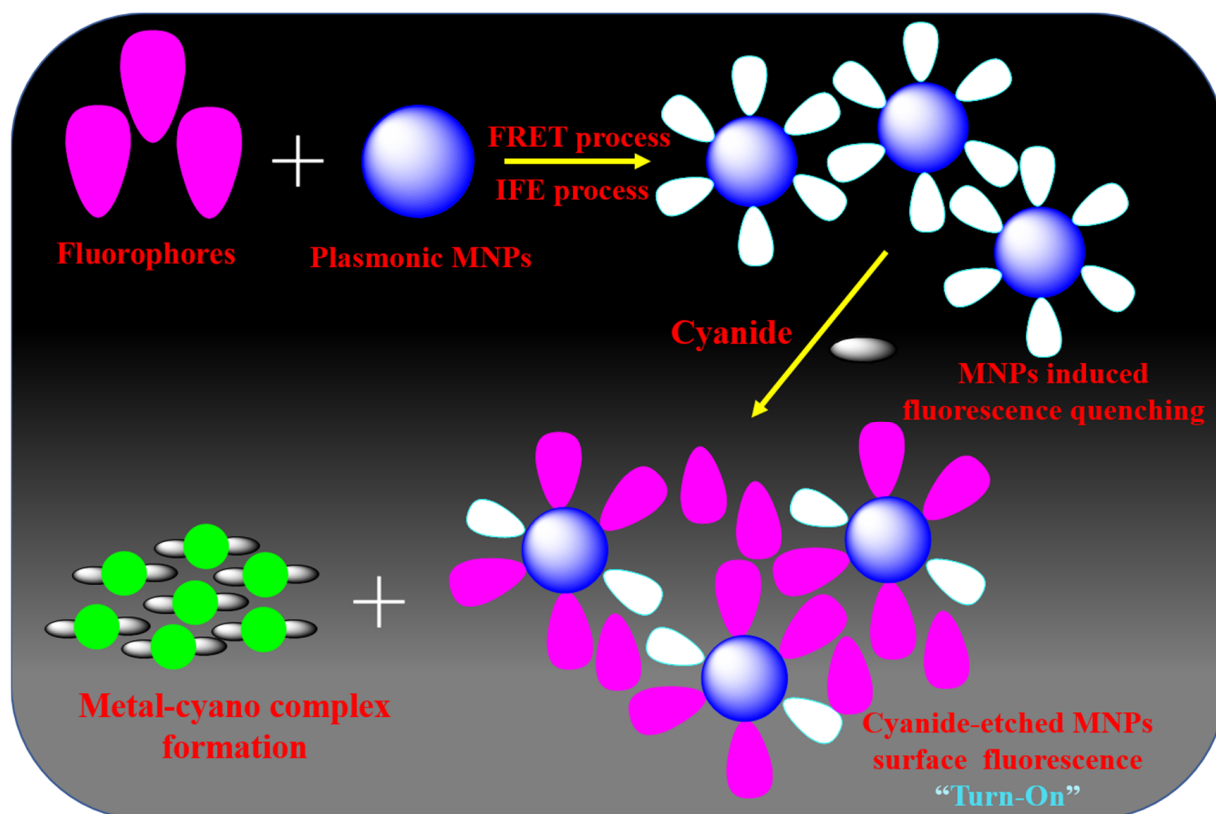 FRET process
IFE process
Fluorophores
Plasmonic MNPs
Cyanide
MNPs induced
fluorescence quenching
Metal-cyano complex
formation
Cyanide-etched MNPs
surface fluorescence
“Turn-On”